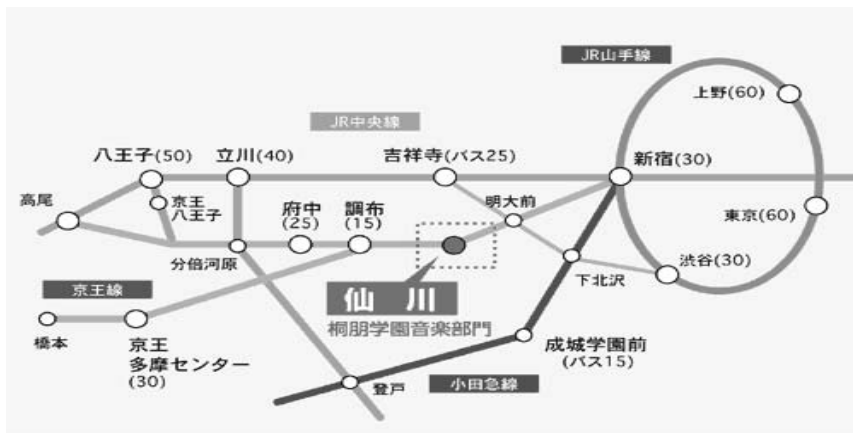 JR山手線
上野(60)
JR中央線
八王子(50)
立川(40)
吉祥寺(バス25)
新宿(30)
高尾
京王
八王子
府中
(25)
調布
(15)
明大前
東京(60)
分倍河原
下北沢
渋谷(30)
京王線
仙川
桐朋学園音楽部門
橋本
京王
多摩センター
(30)
成城学園前
(バス15)
登戸
小田急線